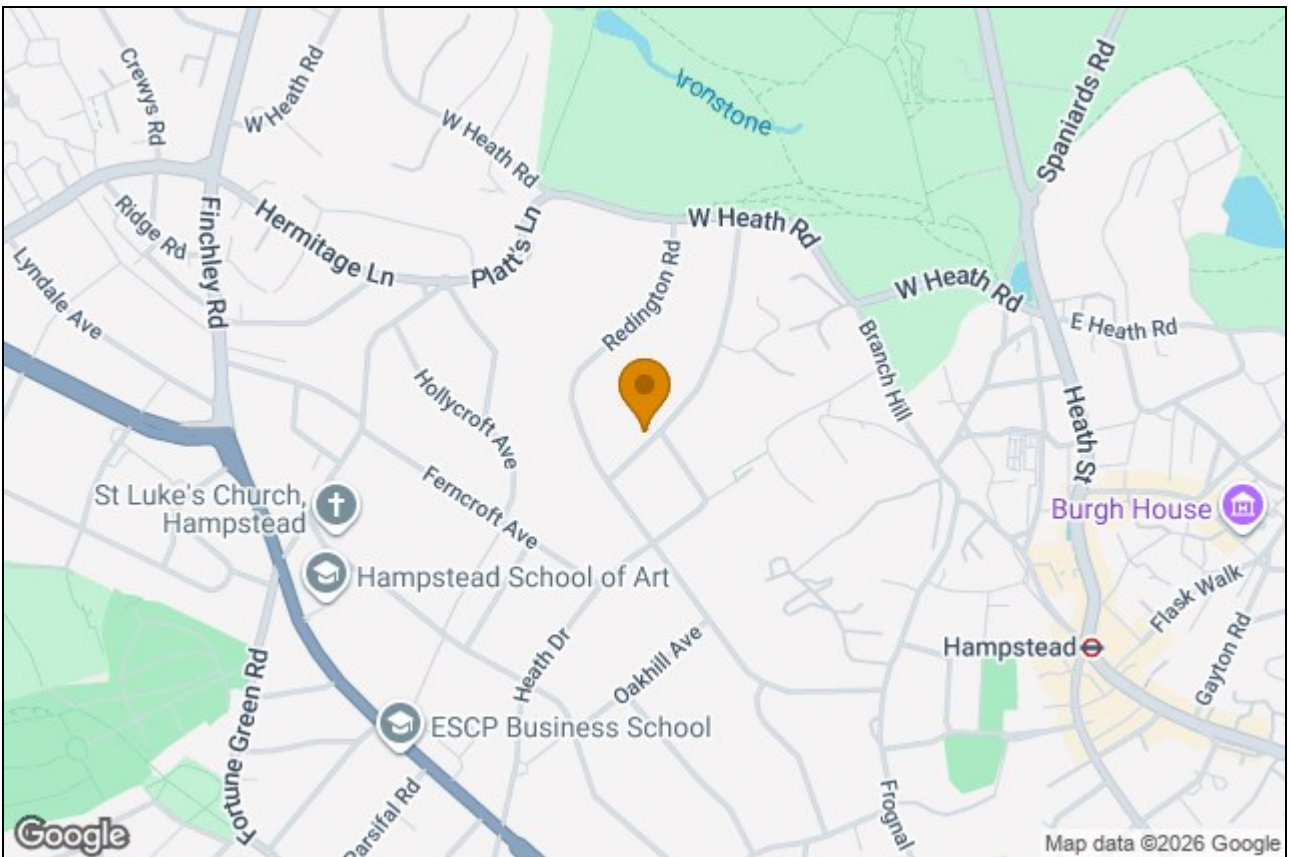 Crewys Rd
W Heath Rd
W Heath Rd
Ironstone
Spaniards Rd
Ridge Rd
Finchley Rd
Hermitage Ln
Platt's Ln
Redington Rd
W Heath Rd
W Heath Rd
E Heath Rd
Lyndale Ave
Branch Hill
Hollycroft Ave
Heath St
Ferncroft Ave
St Luke's Church,
Hampstead
Burgh House
Hampstead School of Art
Flask Walk
Hampstead
Gayton Rd
Heath Dr
Oakhill Ave
Fortune Green Rd
ESCP Business School
Parsifal Rd
Frognal
Google
Map data ©2026 Google